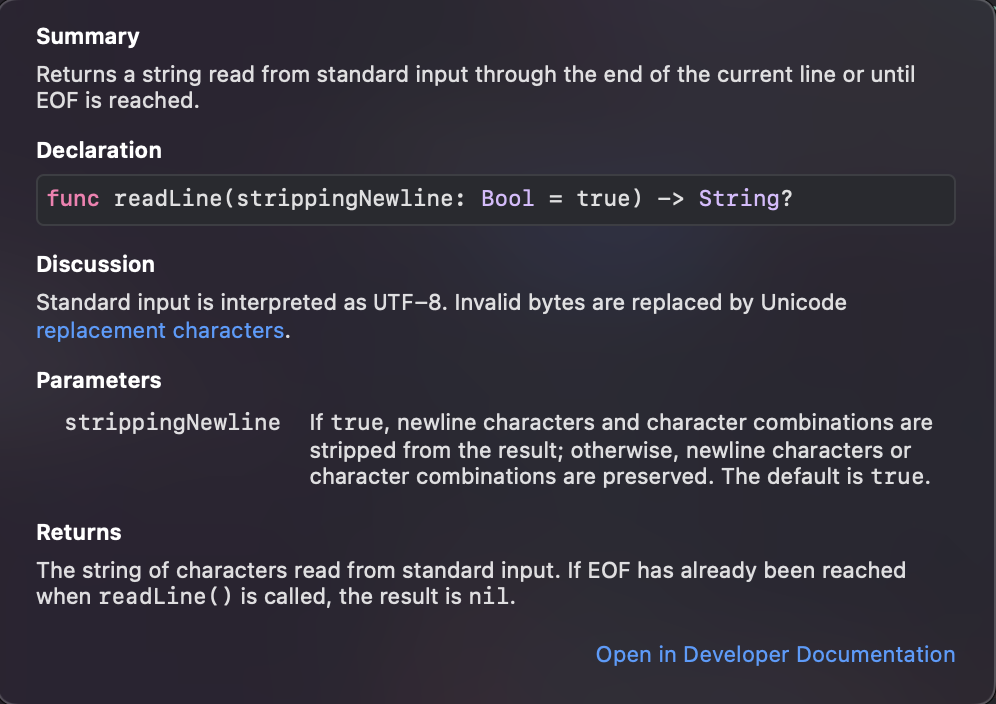 Summary
Returns a string read from standard input through the end of the current line or until
EOF is reached.
Declaration
func readLine(strippingNewline: Bool = true) -> String?
Discussion
Standard input is interpreted as UTF-8. Invalid bytes are replaced by Unicode
replacement characters.
Parameters
strippingNewline If true, newline characters and character combinations are
stripped from the result; otherwise, newline characters or
character combinations are preserved. The default is true.
Returns
The string of characters read from standard input. If EOF has already been reached
when readLine() is called, the result is nil.
Open in Developer Documentation